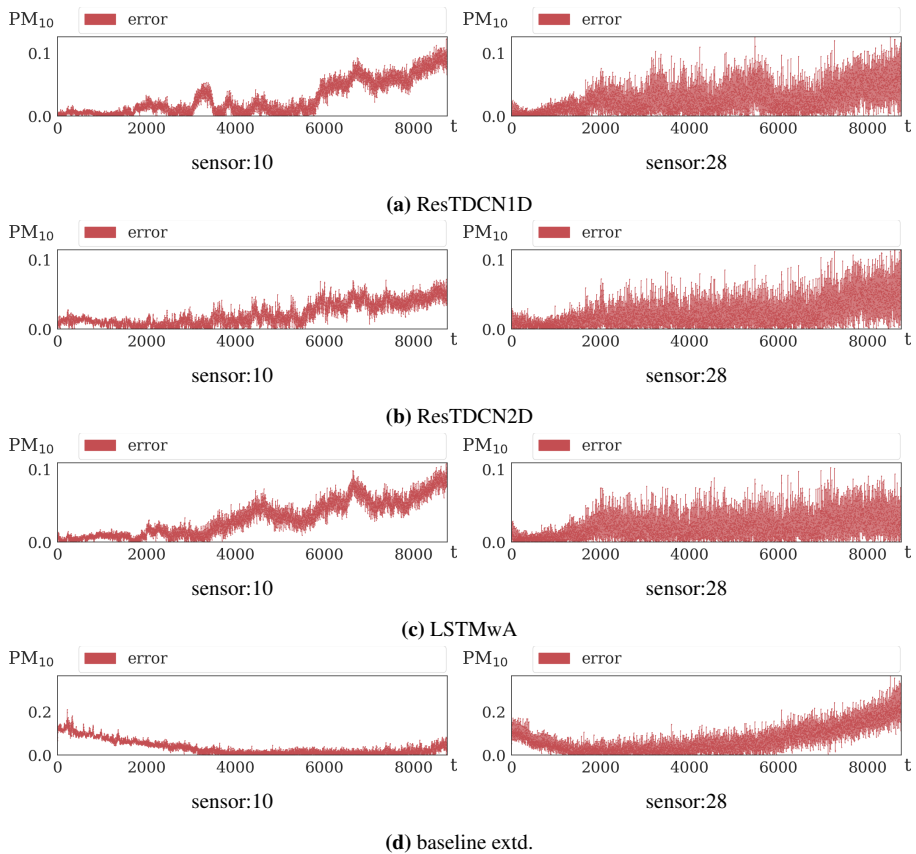 PM10 error PM10 error
0.1 0.1
0.0 0.0
0 2000 4000 6000 8000 t 0 2000 4000 6000 8000 t
sensor:10 sensor:28
(a) ResTDCN1D
PM10 error PM10 error
0.1 0.1
0.0 0.0
0 2000 4000 6000 8000 t 0 2000 4000 6000 8000 t
sensor:10 sensor:28
(b) ResTDCN2D
PM10 error PM10 error
0.1 0.1
0.0 0.0
0 2000 4000 6000 8000 t 0 2000 4000 6000 8000 t
sensor:10 sensor:28
(c) LSTMwA
PM10 error PM10 error
0.2 0.2
0.0 0.0
0 2000 4000 6000 8000 t 0 2000 4000 6000 8000 t
sensor:10 sensor:28
(d) baseline extd.